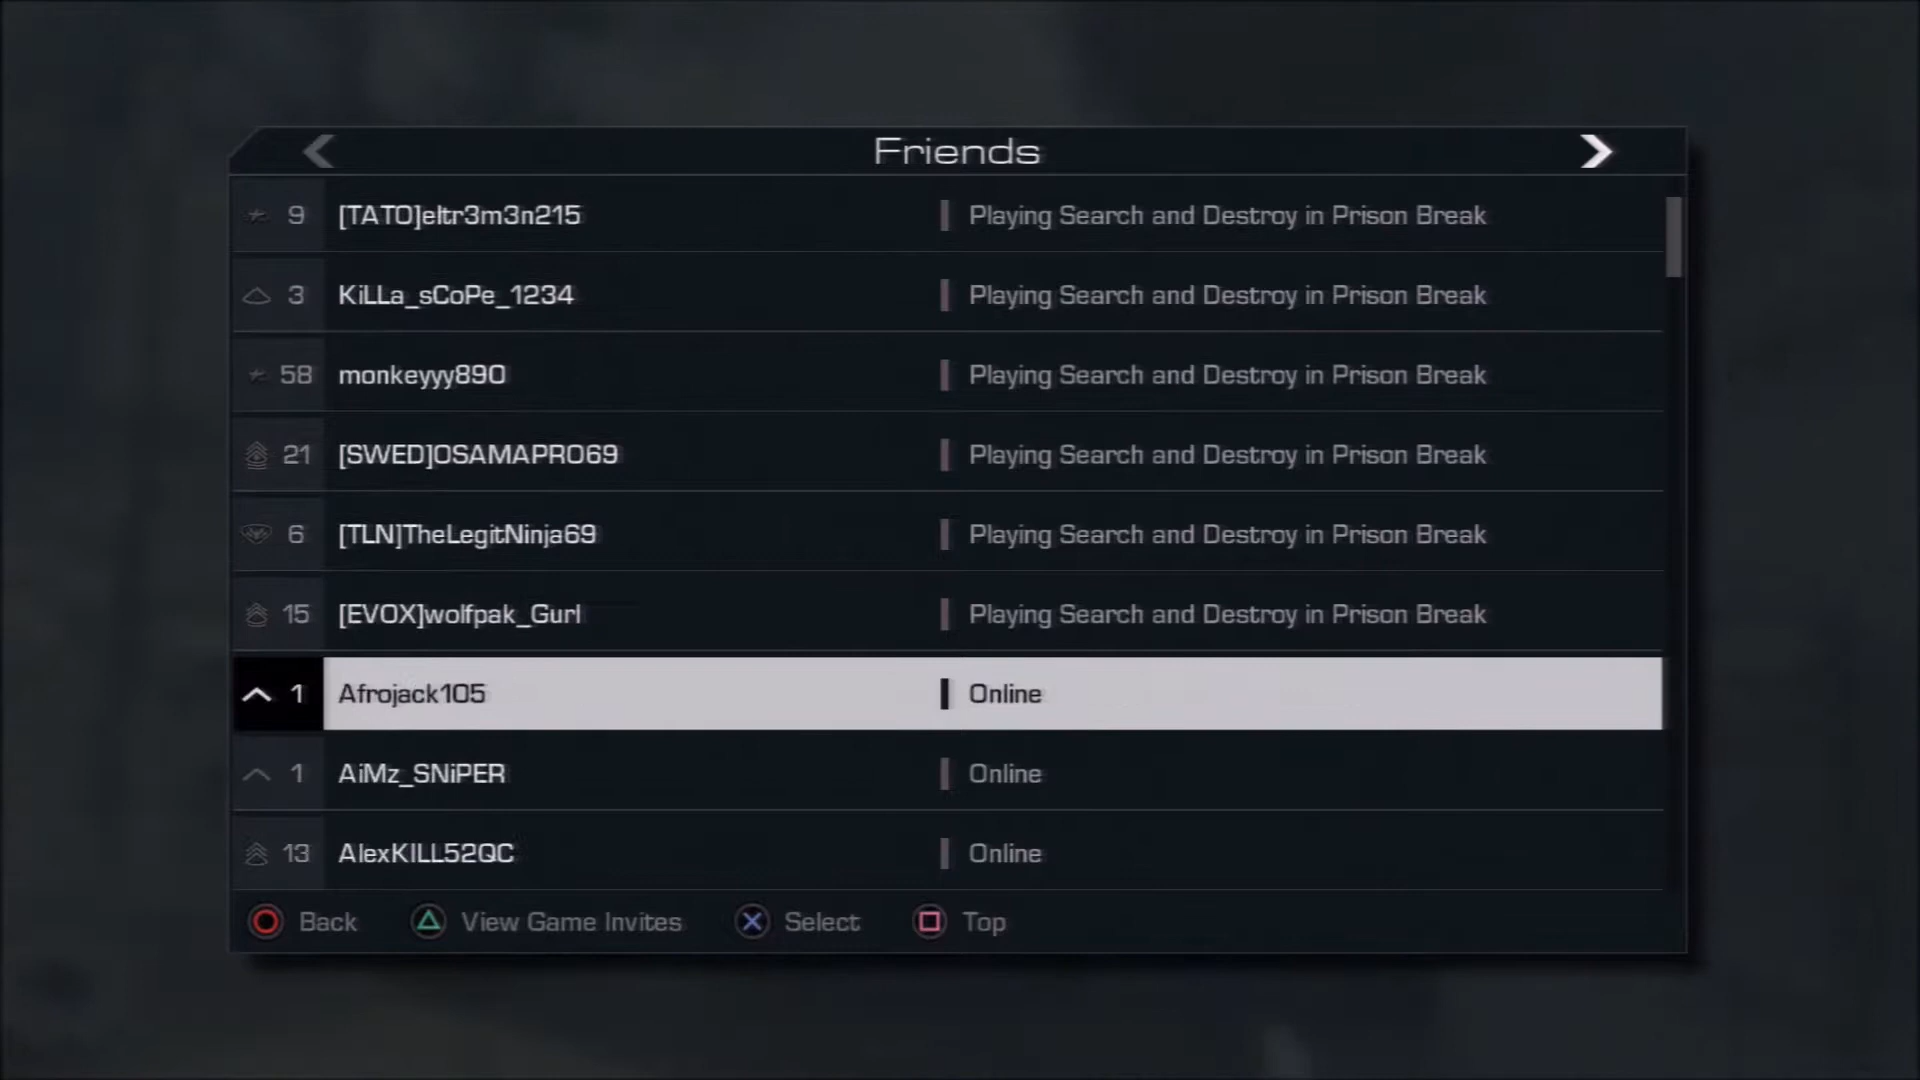 Friends
9 [TATO]eltr3m3n215 Playing Search and Destroy in Prison Break
3 KiLLa_sCoPe_1234 Playing Search and Destroy in Prison Break
58 monkeyyy890 Playing Search and Destroy in Prison Break
21 [SWED]OSAMAPRO69 Playing Search and Destroy in Prison Break
6 [TLN]TheLegitNinja69 Playing Search and Destroy in Prison Break
15 [EVOX]wolfpak_Gurl Playing Search and Destroy in Prison Break
1 Afrojack105 Online
1 AiMz_SNiPER Online
13 AlexKILL52QC Online
Back View Game Invites Select Top